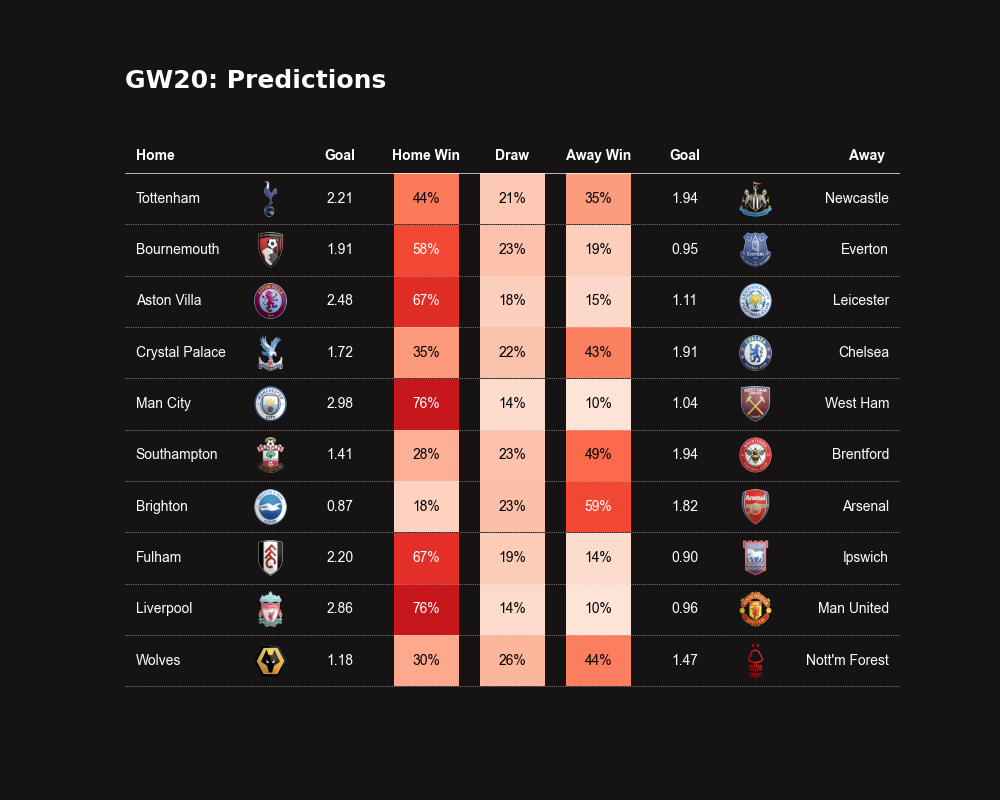 GW20: Predictions
Home Goal Home Win Draw Away Win Goal Away
Tottenham 2.21 44% 21% 35% 1.94 Newcastle
Bournemouth 1.91 58% 23% 19% 0.95 Everton
Aston Villa 2.48 67% 18% 15% 1.11 Leicester
Crystal Palace 1.72 35% 22% 43% 1.91 Chelsea
Man City 2.98 76% 14% 10% 1.04 West Ham
Southampton 1.41 28% 23% 49% 1.94 Brentford
Brighton 0.87 18% 23% 59% 1.82 Arsenal
Fulham 2.20 67% 19% 14% 0.90 Ipswich
Liverpool 2.86 76% 14% 10% 0.96 Man United
Wolves 1.18 30% 26% 44% 1.47 Nott'm Forest